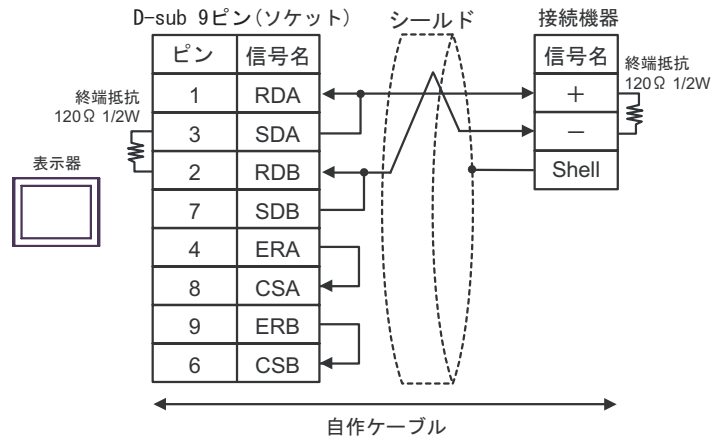 D-sub 9ピン(ソケット)
シールド
接続機器
ピン 信号名
信号名
終端抵抗
120Ω 1/2W
1 RDA
+
終端抵抗
120Ω 1/2W
3 SDA
－
表示器
2 RDB
Shell
7 SDB
4 ERA
8 CSA
9 ERB
6 CSB
自作ケーブル